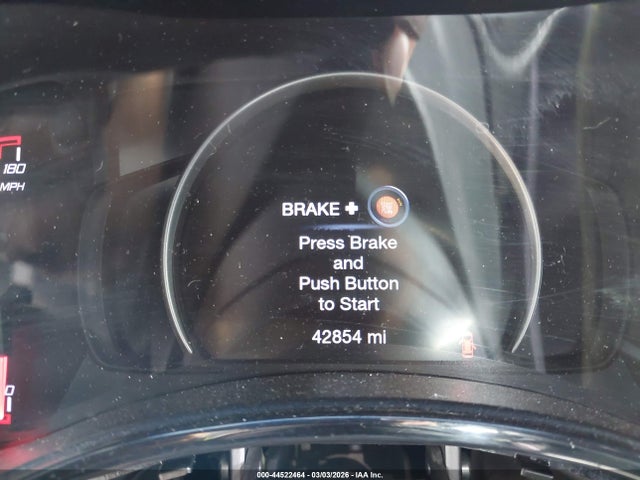 180
MPH
BRAKE +
Press Brake
and
Push Button
to Start
42854 mi
000-44522464 - 03/03/2026 - IAA Inc.